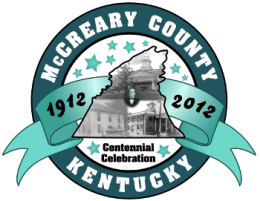 McCREARY COUNTY
1912 2012
Centennial
Celebration
KENTUCKY